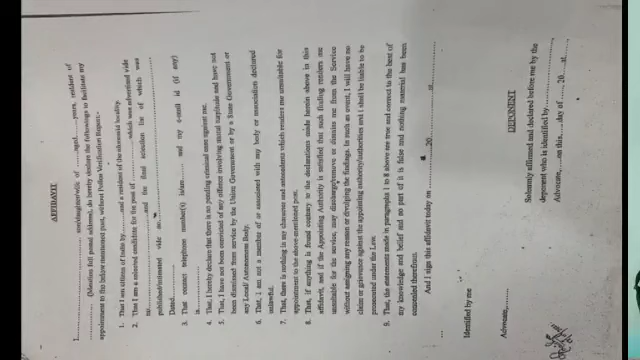 AFFIDAVIT
I,.................................... son/daughter/wife of .........aged.........years, resident of
................... (Mention full postal address), do hereby declare the followings to facilitate my
appointment to the below mentioned post, without Police Verification Report:-
1. That I am citizen of India by..........and a resident of the aforesaid locality.
2. That I am a selected candidate for the post of ......................which was advertised vide
no.....................and the final selection list of which was
published/intimated vide no.
Dated.............
3. That contact telephone number(s) is/are.......... and my e-mail id (if any)
is...........
4. That, I hereby declare that there is no pending criminal case against me.
5. That, I have not been convicted of any offence involving moral turpitude and have not
been dismissed from service by the Union Government or by a State Government or
any Local/ Autonomous Body.
6. That, I am not a member of or associated with any body or association declared
unlawful.
7. That, there is nothing in my character and antecedents which renders me unsuitable for
appointment to the above-mentioned post.
8. That, if anything is found contrary to the declarations made herein above in this
affidavit, and if the Appointing Authority is satisfied that such finding renders me
unsuitable for the service, may discharge/remove or dismiss me from the Service
without assigning any reason or divulging the findings. In such an event, I will have no
claim or grievance against the appointing authority/authorities and I shall be liable to be
prosecuted under the Law.
9. That, the statements made in paragraphs 1 to 8 above are true and correct to the best of
my knowledge and belief and no part of it is false and nothing material has been
concealed therefrom.
And I sign this affidavit today on ....................20.............
Identified by me
Advocate,.........
DEPONENT
Solemnly affirmed and declared before me by the
deponent who is identified by....................
Advocate,....on this.....day of .......20...at.....